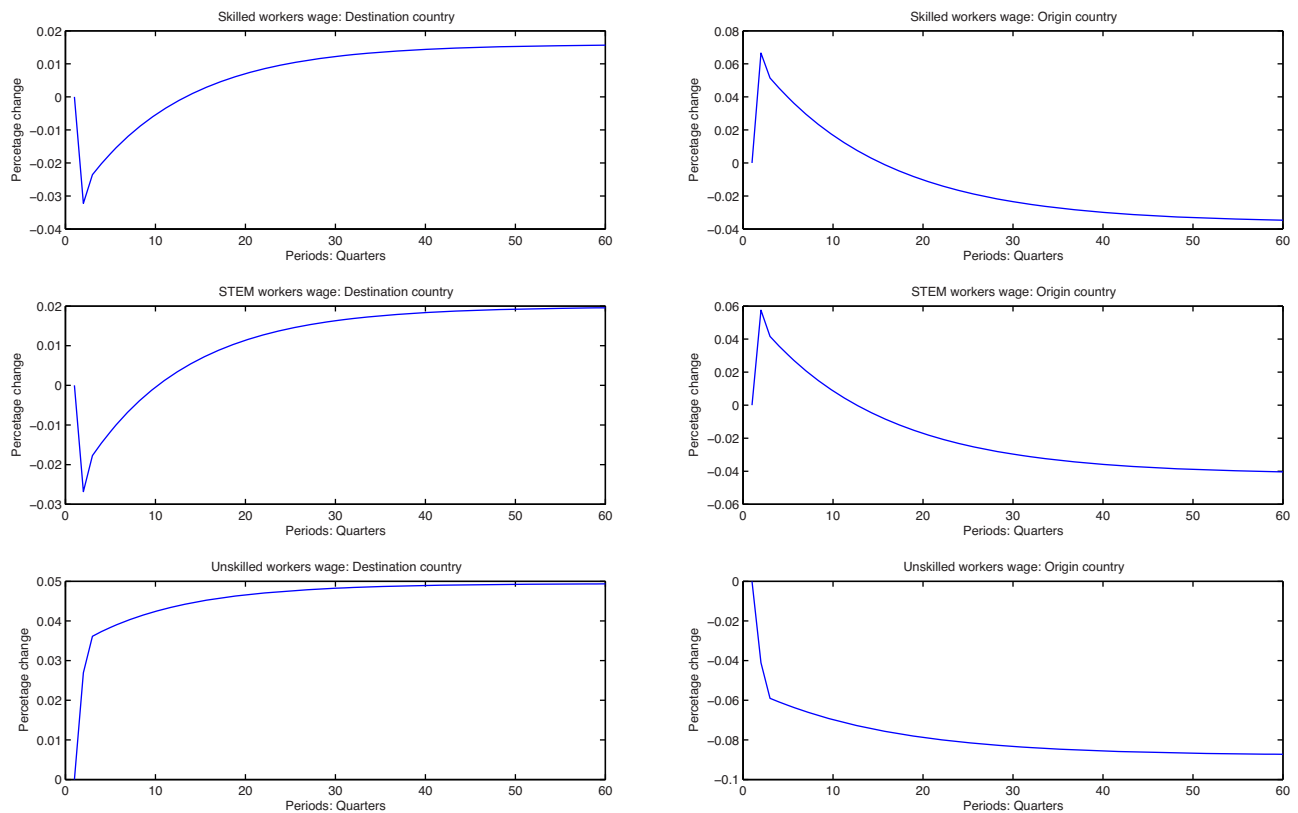 Skilled workers wage: Destination country
0.02
0.01
0
−0.01
−0.02
−0.03
−0.04
Percetage change
0 10 20 30 40 50 60
Periods: Quarters
Skilled workers wage: Origin country
0.08
0.06
0.04
0.02
0
−0.02
−0.04
Percetage change
0 10 20 30 40 50 60
Periods: Quarters
STEM workers wage: Destination country
0.02
0.01
0
−0.01
−0.02
−0.03
Percetage change
0 10 20 30 40 50 60
Periods: Quarters
STEM workers wage: Origin country
0.06
0.04
0.02
0
−0.02
−0.04
−0.06
Percetage change
0 10 20 30 40 50 60
Periods: Quarters
Unskilled workers wage: Destination country
0.05
0.04
0.03
0.02
0.01
0
Percetage change
0 10 20 30 40 50 60
Periods: Quarters
Unskilled workers wage: Origin country
0
−0.02
−0.04
−0.06
−0.08
−0.1
Percetage change
0 10 20 30 40 50 60
Periods: Quarters